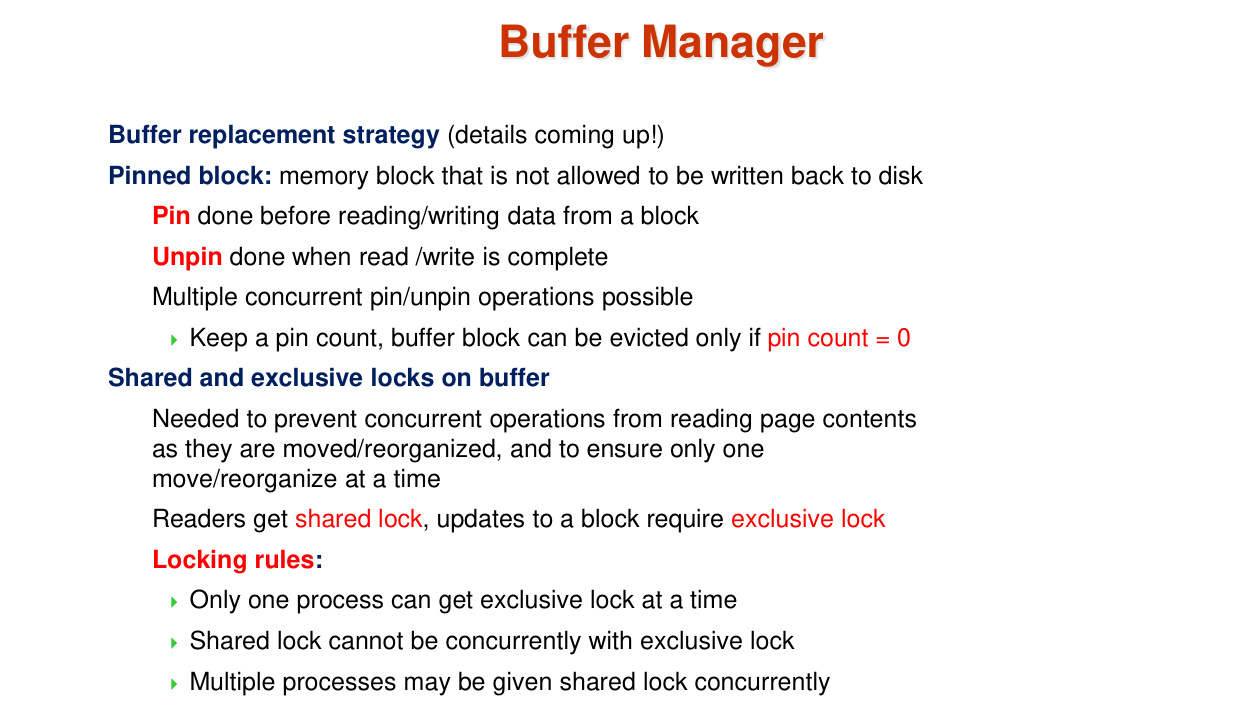 Buffer Manager
Buffer replacement strategy (details coming up!)
Pinned block: memory block that is not allowed to be written back to disk
Pin done before reading/writing data from a block
Unpin done when read /write is complete
Multiple concurrent pin/unpin operations possible
Keep a pin count, buffer block can be evicted only if pin count = 0
Shared and exclusive locks on buffer
Needed to prevent concurrent operations from reading page contents
as they are moved/reorganized, and to ensure only one
move/reorganize at a time
Readers get shared lock, updates to a block require exclusive lock
Locking rules:
Only one process can get exclusive lock at a time
Shared lock cannot be concurrently with exclusive lock
Multiple processes may be given shared lock concurrently